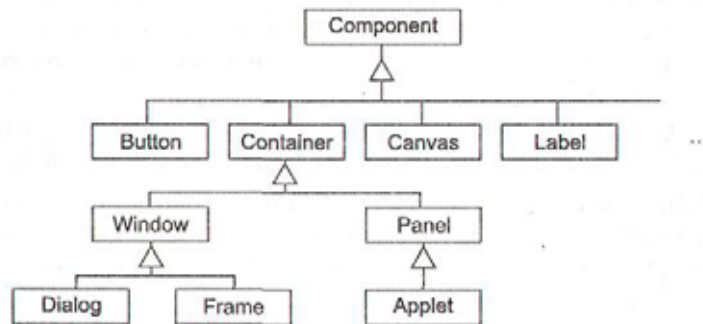 Component
Button Container Canvas Label ..
Window Panel
Dialog Frame Applet